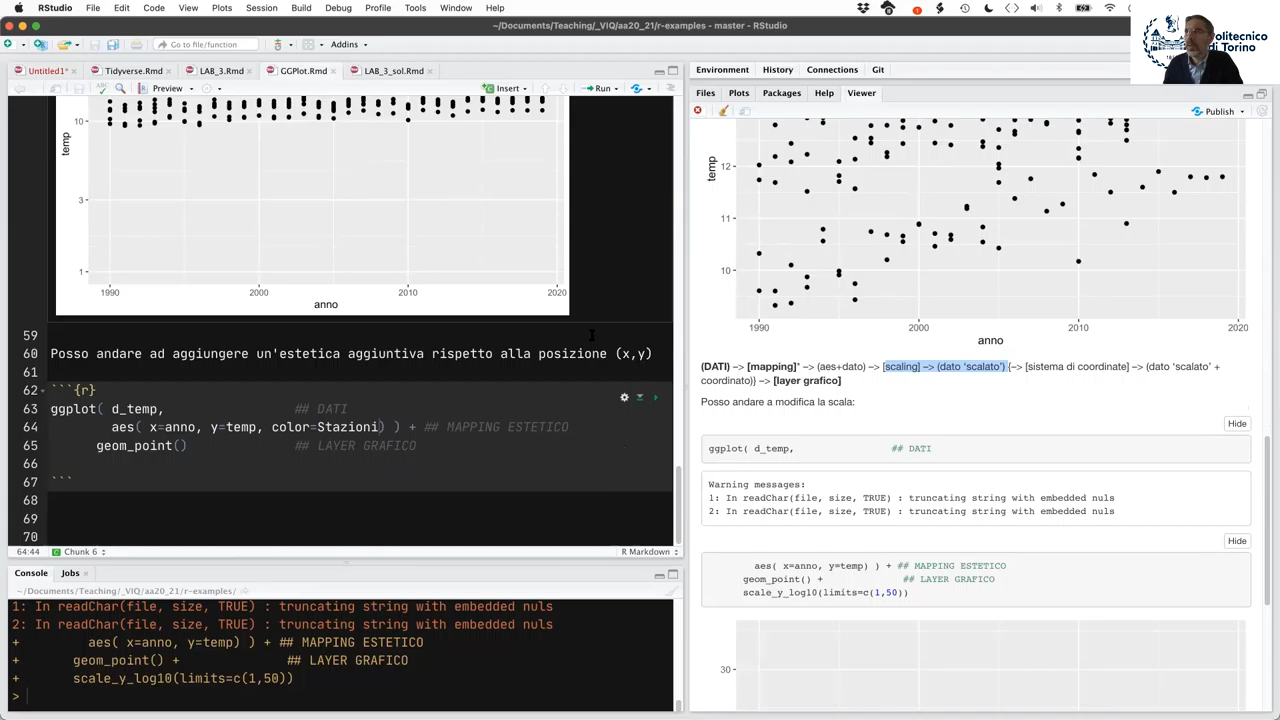 RStudio File Edit Code View Plots Session Build Debug Profile Tools Window Help
~/Documents/Teaching/_VIQ/aa20_21/r-examples - master - RStudio
Go to file/function Addins
Politecnico
di Torino
Untitled1* Tidyverse.Rmd LAB_3.Rmd GGPlot.Rmd LAB_3_sol.Rmd
Preview Insert Run
10
temp
3
1
1990 2000 2010 2020
anno
59
60 Posso andare ad aggiungere un'estetica aggiuntiva rispetto alla posizione (x,y)
61
62 ```{r}
63 ggplot( d_temp, ## DATI
64 aes( x=anno, y=temp, color=Stazioni) ) + ## MAPPING ESTETICO
65 geom_point() ## LAYER GRAFICO
66
67 ```
68
69
70
64:44 Chunk 6 R Markdown
Console Jobs
~/Documents/Teaching/_VIQ/aa20_21/r-examples/
1: In readChar(file, size, TRUE) : truncating string with embedded nuls
2: In readChar(file, size, TRUE) : truncating string with embedded nuls
+ aes( x=anno, y=temp) ) + ## MAPPING ESTETICO
+ geom_point() + ## LAYER GRAFICO
+ scale_y_log10(limits=c(1,50))
>
Environment History Connections Git
Files Plots Packages Help Viewer
Publish
temp
12
11
10
1990 2000 2010 2020
anno
(DATI) –> [mapping]* –> (aes+dato) –> [scaling] –> (dato 'scalato') {–> [sistema di coordinate] –> (dato 'scalato' +
coordinato)} –> [layer grafico]
Posso andare a modifica la scala:
Hide
ggplot( d_temp, ## DATI
Warning messages:
1: In readChar(file, size, TRUE) : truncating string with embedded nuls
2: In readChar(file, size, TRUE) : truncating string with embedded nuls
Hide
aes( x=anno, y=temp) ) + ## MAPPING ESTETICO
geom_point() + ## LAYER GRAFICO
scale_y_log10(limits=c(1,50))
30